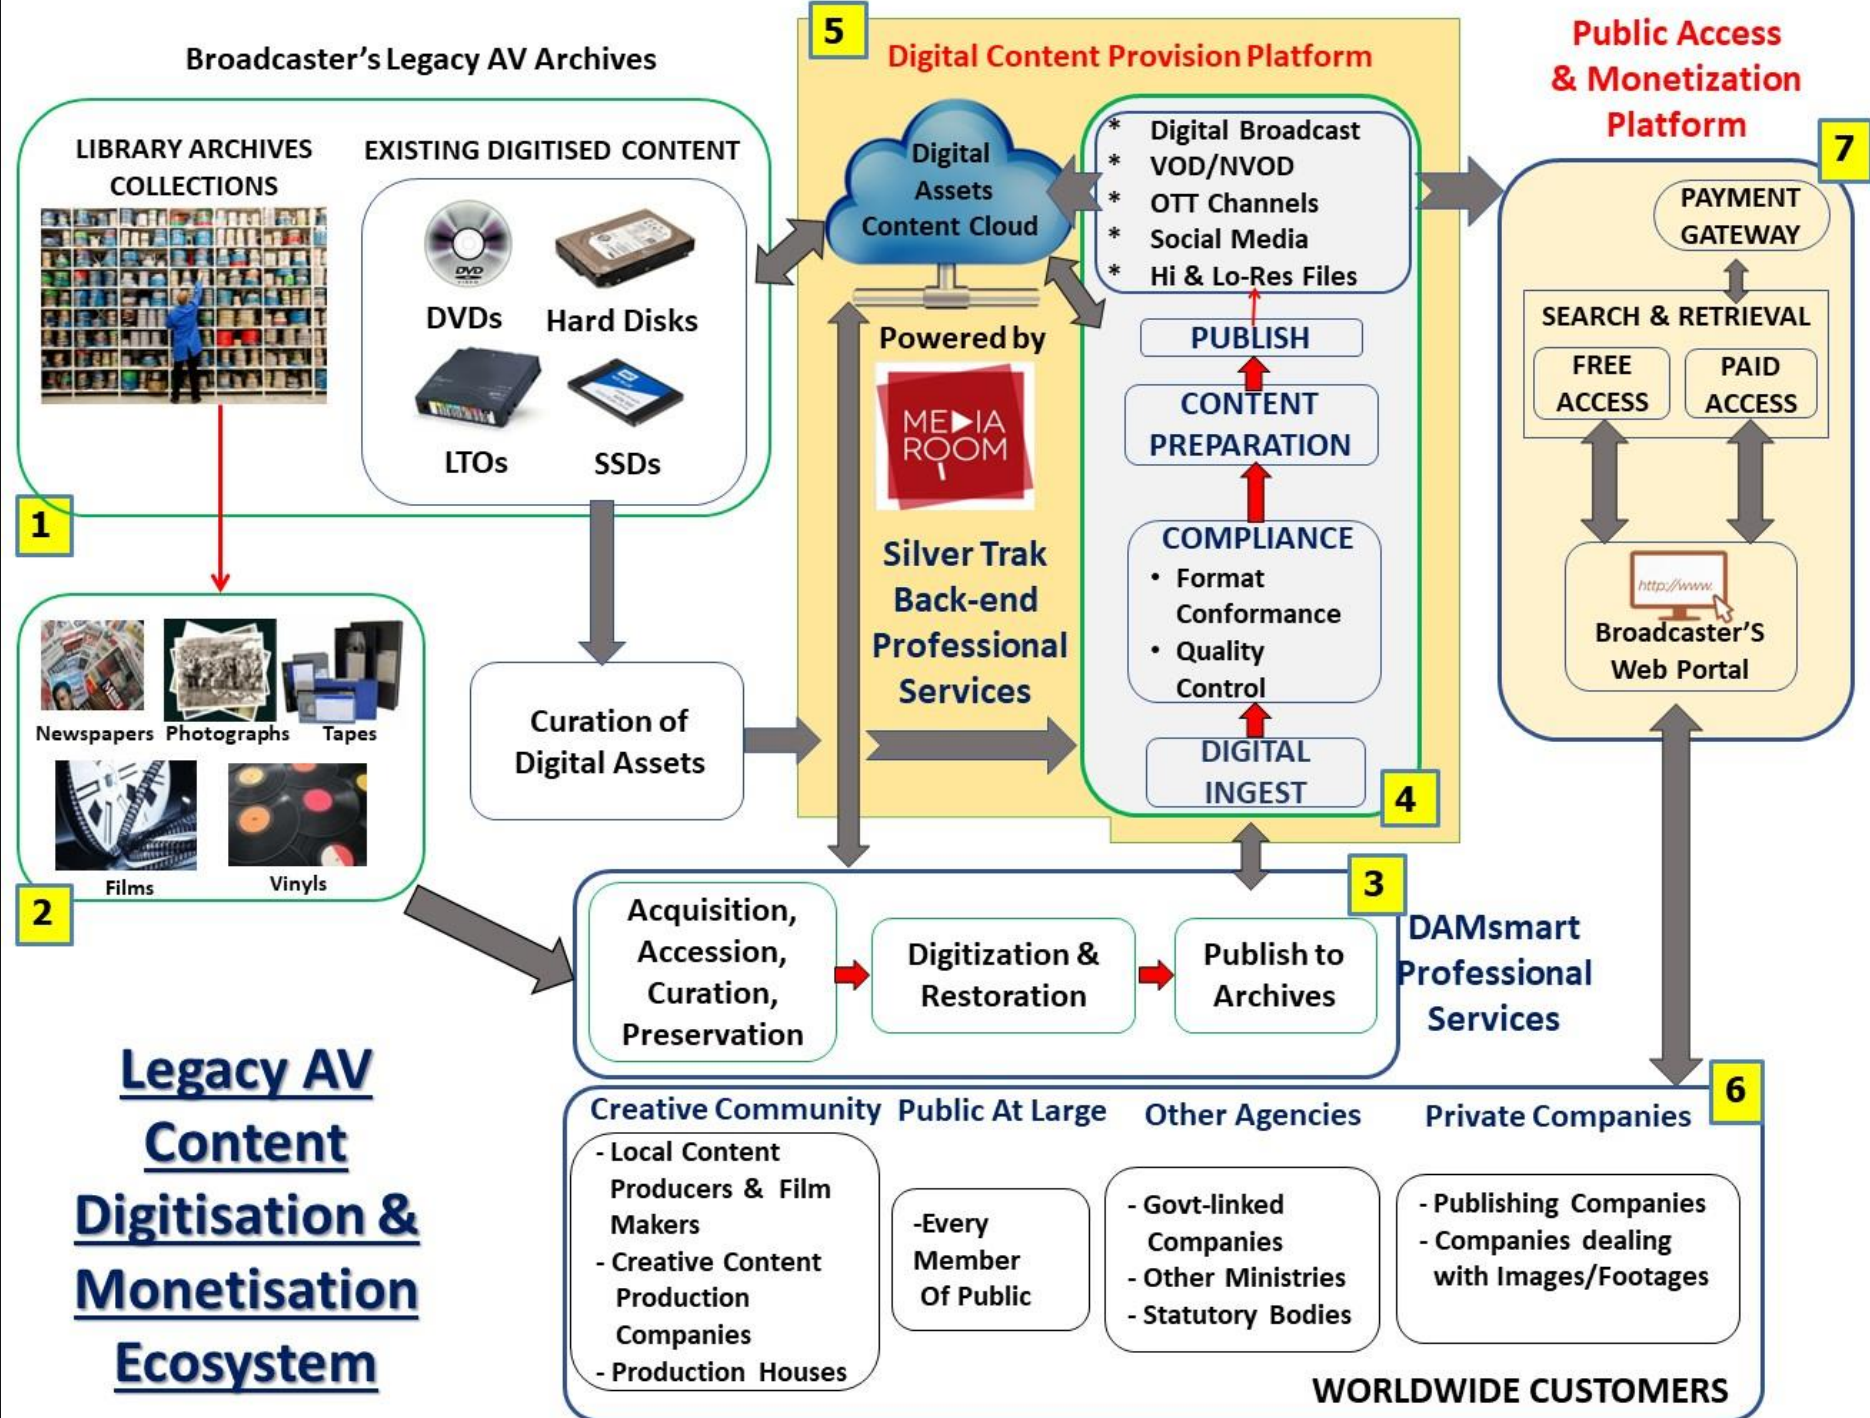 Broadcaster's Legacy AV Archives
LIBRARY ARCHIVES
COLLECTIONS
EXISTING DIGITISED CONTENT
DVD
DVDs
Hard Disks
LTOs
SSDs
1
Newspapers
Photographs
Tapes
Films
Vinyls
2
Curation of
Digital Assets
5
Digital Content Provision Platform
Digital
Assets
Content Cloud
Powered by
MEDIA
ROOM
Silver Trak
Back-end
Professional
Services
* Digital Broadcast
* VOD/NVOD
* OTT Channels
* Social Media
* Hi & Lo-Res Files
PUBLISH
CONTENT
PREPARATION
COMPLIANCE
• Format
Conformance
• Quality
Control
DIGITAL
INGEST
4
Public Access
& Monetization
Platform
7
PAYMENT
GATEWAY
SEARCH & RETRIEVAL
FREE
ACCESS
PAID
ACCESS
http://www.
Broadcaster'S
Web Portal
3
Acquisition,
Accession,
Curation,
Preservation
Digitization &
Restoration
Publish to
Archives
DAMsmart
Professional
Services
Legacy AV
Content
Digitisation &
Monetisation
Ecosystem
6
Creative Community
- Local Content
Producers & Film
Makers
- Creative Content
Production
Companies
- Production Houses
Public At Large
-Every
Member
Of Public
Other Agencies
- Govt-linked
Companies
- Other Ministries
- Statutory Bodies
Private Companies
- Publishing Companies
- Companies dealing
with Images/Footages
WORLDWIDE CUSTOMERS